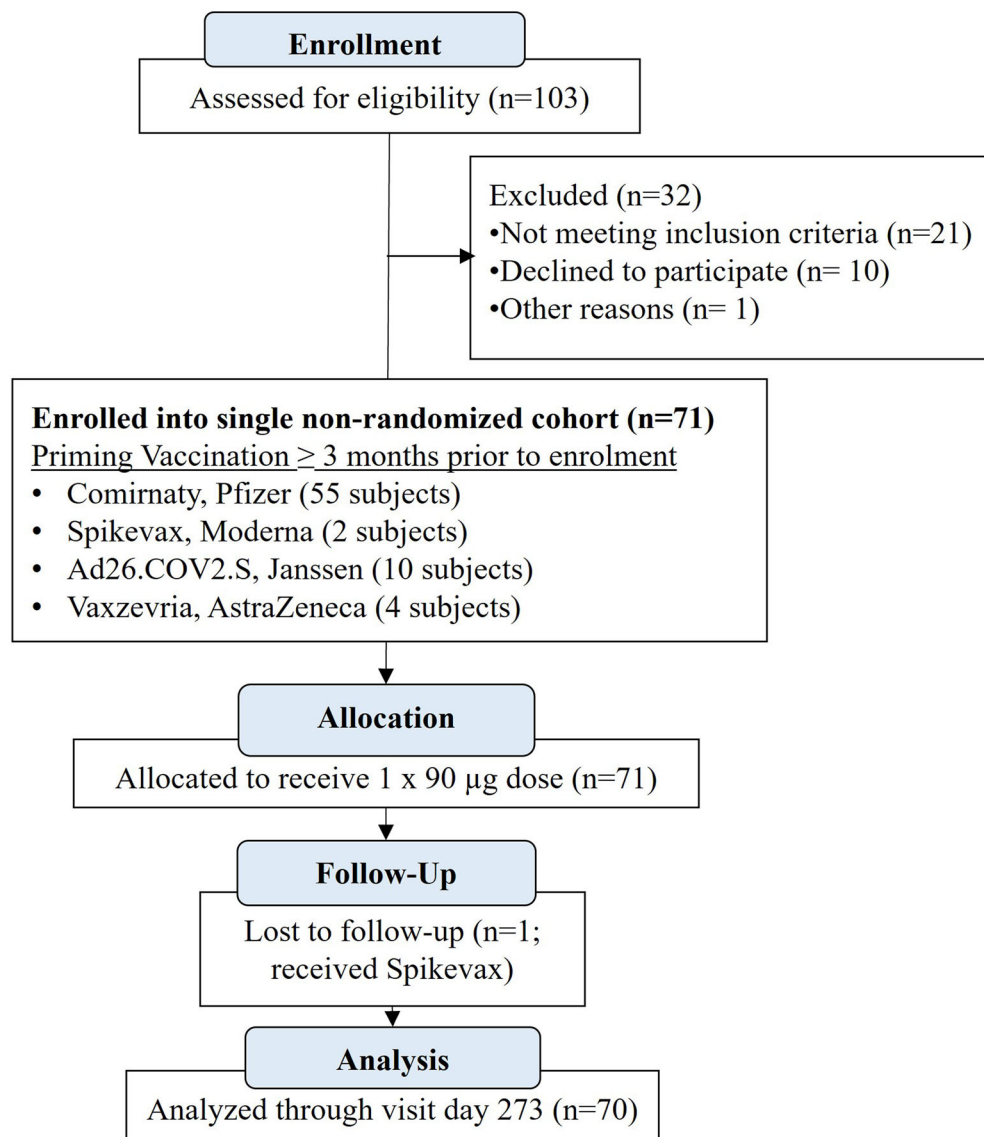 Enrollment
Assessed for eligibility (n=103)
Excluded (n=32)
•Not meeting inclusion criteria (n=21)
•Declined to participate (n= 10)
•Other reasons (n= 1)
Enrolled into single non-randomized cohort (n=71)
Priming Vaccination ≥ 3 months prior to enrolment
• Comirnaty, Pfizer (55 subjects)
• Spikevax, Moderna (2 subjects)
• Ad26.COV2.S, Janssen (10 subjects)
• Vaxzevria, AstraZeneca (4 subjects)
Allocation
Allocated to receive 1 x 90 µg dose (n=71)
Follow-Up
Lost to follow-up (n=1;
received Spikevax)
Analysis
Analyzed through visit day 273 (n=70)